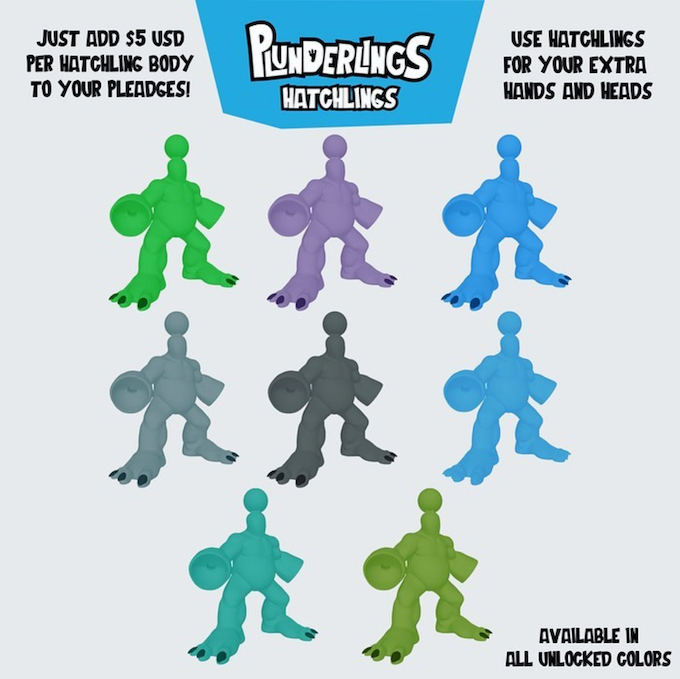 JUST ADD $5 USD
PER HATCHLING BODY
TO YOUR PLEADGES!
PLUNDERLINGS
HATCHLINGS
USE HATCHLINGS
FOR YOUR EXTRA
HANDS AND HEADS
AVAILABLE IN
ALL UNLOCKED COLORS